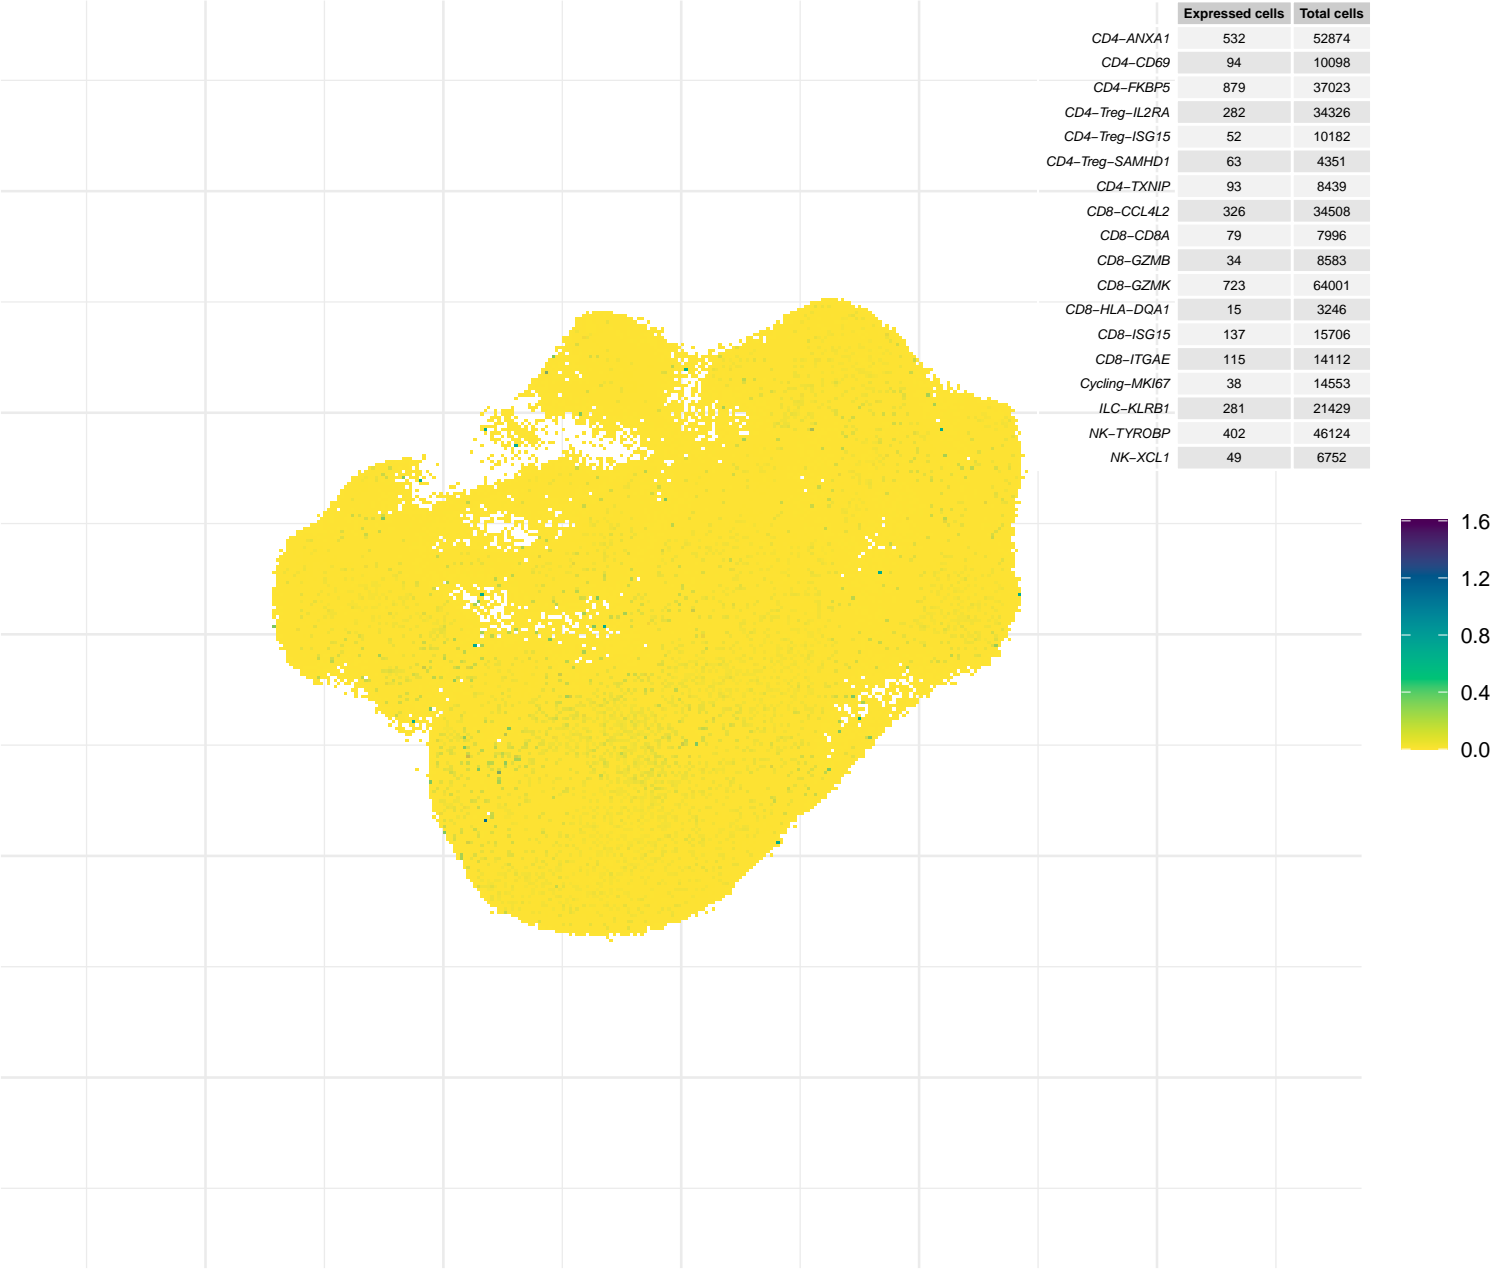 Expressed cells Total cells
CD4−ANXA1 532 52874
CD4−CD69 94 10098
CD4−FKBP5 879 37023
CD4−Treg−IL2RA 282 34326
CD4−Treg−ISG15 52 10182
CD4−Treg−SAMHD1 63 4351
CD4−TXNIP 93 8439
CD8−CCL4L2 326 34508
CD8−CD8A 79 7996
CD8−GZMB 34 8583
CD8−GZMK 723 64001
CD8−HLA−DQA1 15 3246
CD8−ISG15 137 15706
CD8−ITGAE 115 14112
Cycling−MKI67 38 14553
ILC−KLRB1 281 21429
NK−TYROBP 402 46124
NK−XCL1 49 6752
1.6
1.2
0.8
0.4
0.0